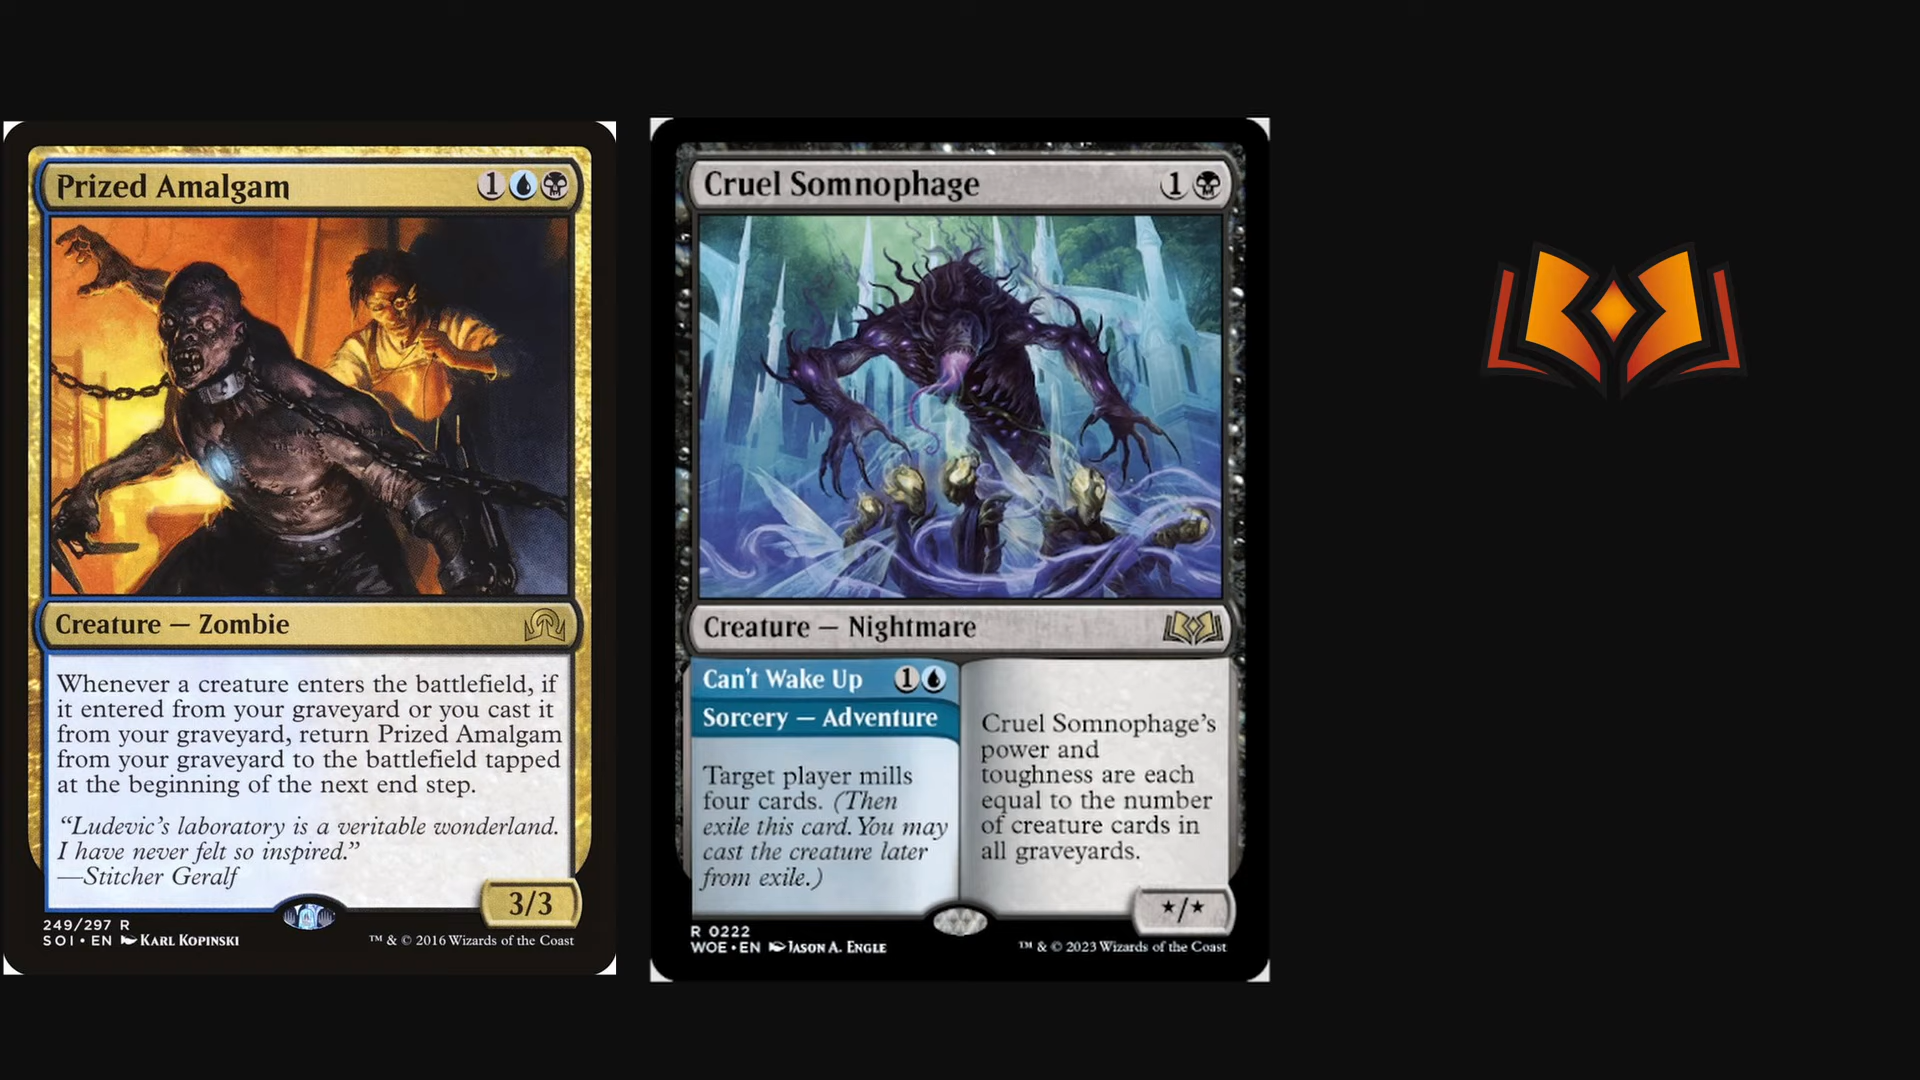 Prized Amalgam 1
Creature — Zombie
Whenever a creature enters the battlefield, if
it entered from your graveyard or you cast it
from your graveyard, return Prized Amalgam
from your graveyard to the battlefield tapped
at the beginning of the next end step.
“Ludevic’s laboratory is a veritable wonderland.
I have never felt so inspired.”
—Stitcher Geralf
3/3
249/297 R
SOI • EN KARL KOPINSKI
™ & © 2016 Wizards of the Coast
Cruel Somnophage 1
Creature — Nightmare
Can’t Wake Up 1
Sorcery — Adventure
Target player mills
four cards. (Then
exile this card. You may
cast the creature later
from exile.)
Cruel Somnophage’s
power and
toughness are each
equal to the number
of creature cards in
all graveyards.
★/★
R 0222
WOE • EN JASON A. ENGLE
™ & © 2023 Wizards of the Coast